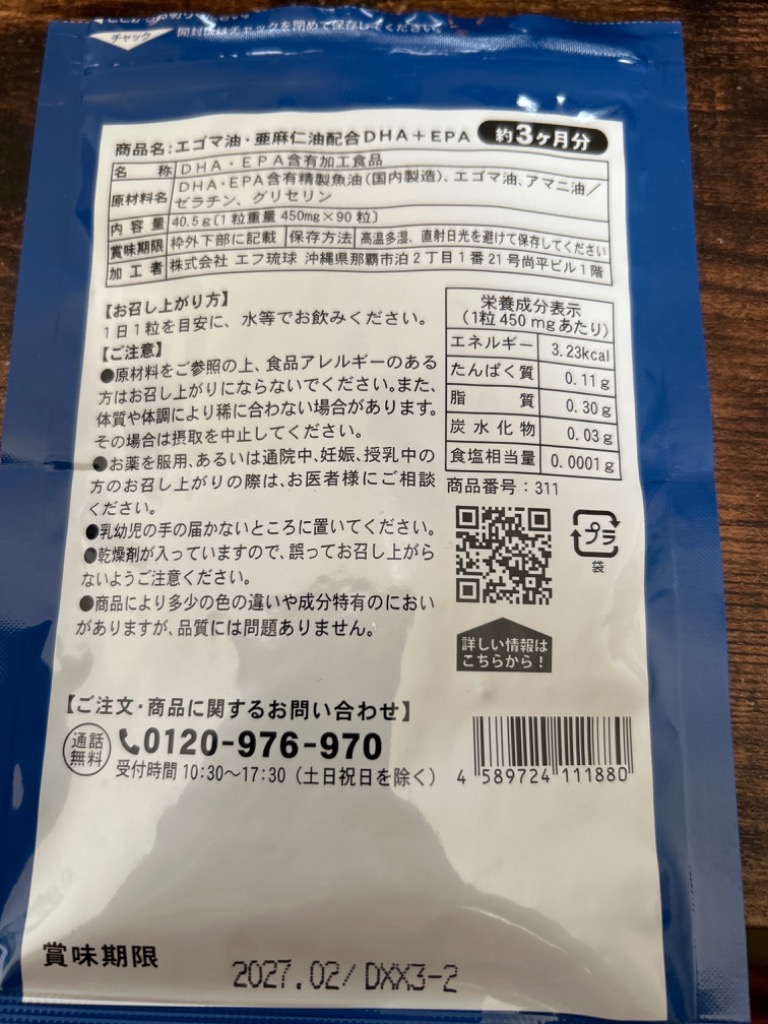 チャック
開封後はチャックを閉めて保存してください。
商品名:エゴマ油・亜麻仁油配合DHA+EPA 約3ヶ月分
名 称 DHA・EPA含有加工食品
原材料名 DHA・EPA含有精製魚油(国内製造)、エゴマ油、アマニ油/
ゼラチン、グリセリン
内容量 40.5g(1粒重量 450mg×90粒)
賞味期限 枠外下部に記載 保存方法 高温多湿、直射日光を避けて保存してください
加工者 株式会社 エフ琉球 沖縄県那覇市泊2丁目1番21号尚平ビル1階
【お召し上がり方】
1日1粒を目安に、水等でお飲みください。
【ご注意】
●原材料をご参照の上、食品アレルギーのある
方はお召し上がりにならないでください。また、
体質や体調により稀に合わない場合があります。
その場合は摂取を中止してください。
●お薬を服用、あるいは通院中、妊娠、授乳中の
方のお召し上がりの際は、お医者様にご相談
ください。
●乳幼児の手の届かないところに置いてください。
●乾燥剤が入っていますので、誤ってお召し上がら
ないようご注意ください。
●商品により多少の色の違いや成分特有のにおい
がありますが、品質には問題ありません。
栄養成分表示
(1粒 450mgあたり)
エネルギー 3.23kcal
たんぱく質 0.11g
脂 質 0.30g
炭水化物 0.03g
食塩相当量 0.0001g
商品番号:311
プラ
袋
詳しい情報は
こちらから!
【ご注文・商品に関するお問い合わせ】
通話
無料
0120-976-970
受付時間 10:30〜17:30(土日祝日を除く)
4 589724 111880
賞味期限
2027.02/DXX3-2